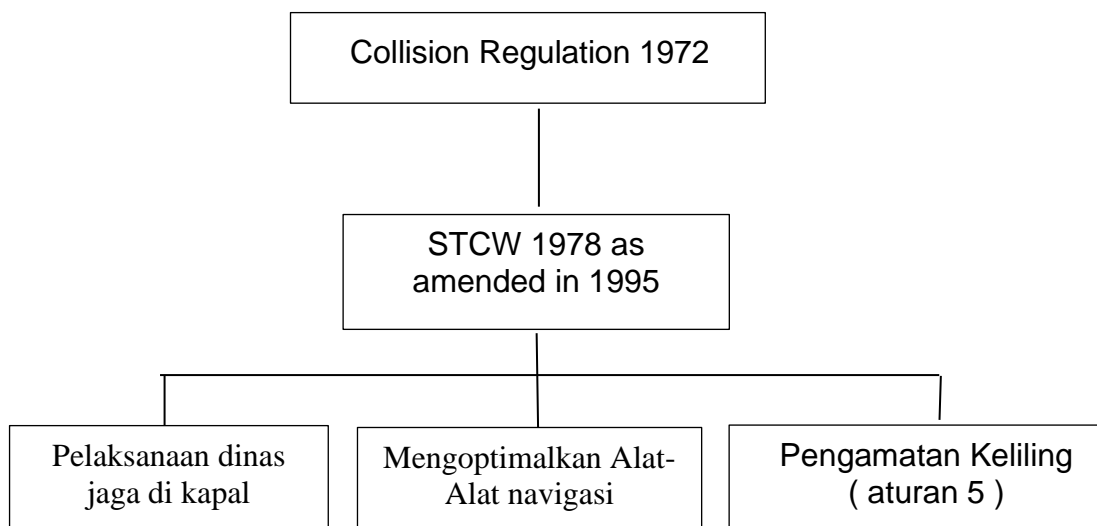 Collision Regulation 1972
STCW 1978 as
amended in 1995
Pelaksanaan dinas
jaga di kapal
Mengoptimalkan Alat-
Alat navigasi
Pengamatan Keliling
( aturan 5 )